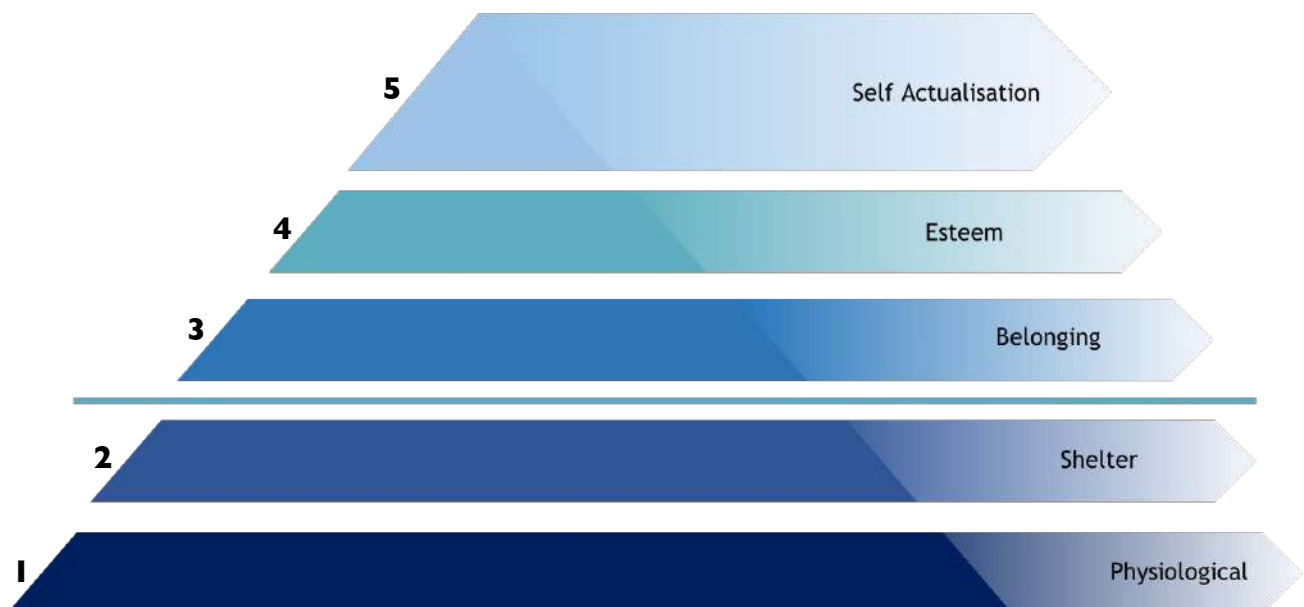 5
Self Actualisation
4
Esteem
3
Belonging
2
Shelter
1
Physiological